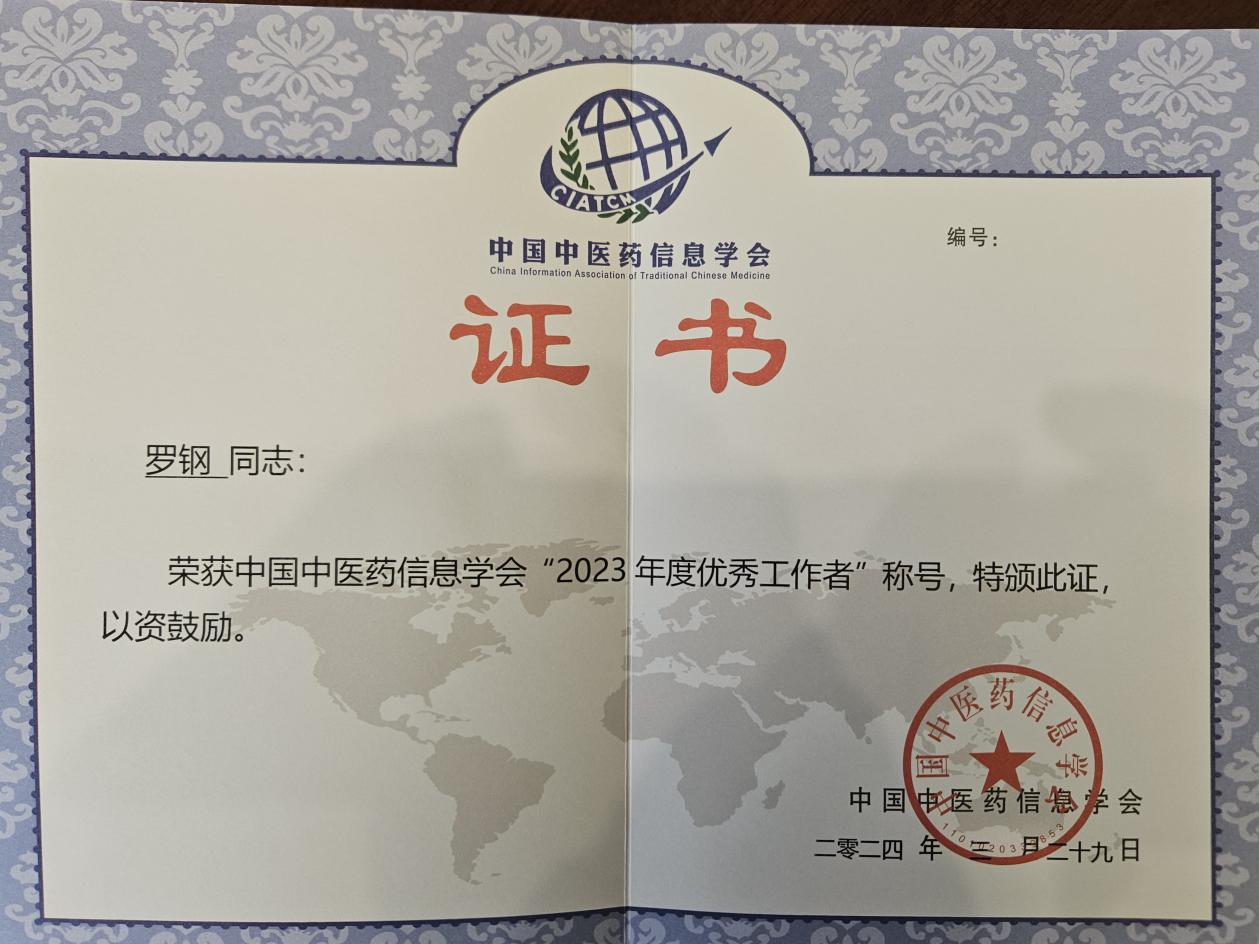 CIATCM
中国中医药信息学会
China Information Association of Traditional Chinese Medicine
编号：
证书
罗钢 同志：
荣获中国中医药信息学会“2023年度优秀工作者”称号，特颁此证，
以资鼓励。
中国中医药信息学会
中国中医药信息学会
二零二四 年 三 月二十九日